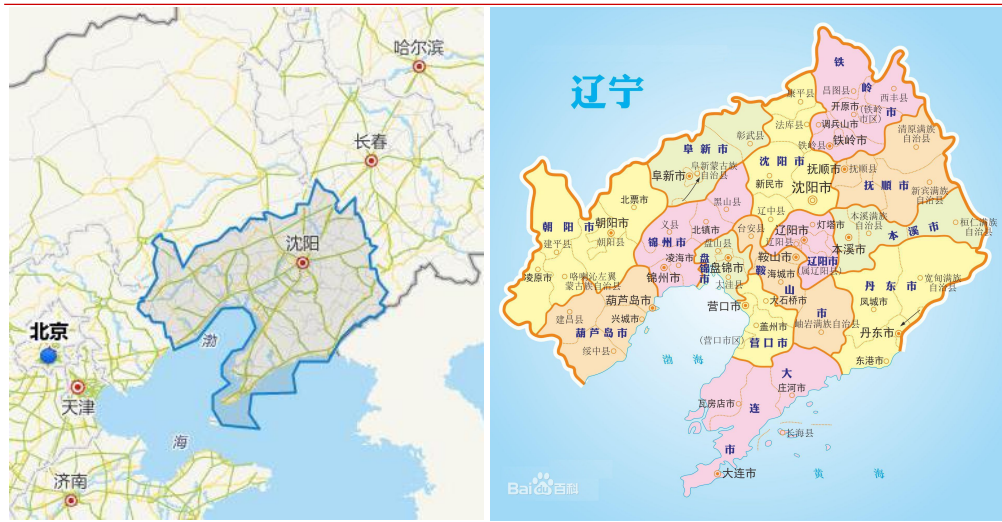 哈尔滨
长春
沈阳
北京
天津
渤
海
济南
辽宁
铁
岭
市
昌图县
西丰县
开原市
(铁岭
市区)
调兵山市
铁岭县
铁岭市
康平县
法库县
彰武县
阜新市
阜新蒙古族
自治县
阜新市
沈阳市
新民市
沈阳市
辽中县
清原满族
自治县
抚顺市
抚顺县
抚顺市
新宾满族
自治县
北票市
朝阳市
朝阳市
朝阳县
建平县
凌原市
喀喇沁左翼
蒙古族自治县
黑山县
义县
北镇市
锦州市
凌海市
锦州市
台安县
盘山县
盘锦市
盘锦市
大洼县
辽阳市
灯塔市
辽阳县
辽阳市
(属辽阳县)
本溪满族
自治县
本溪市
本溪市
桓仁满族
自治县
鞍山市
鞍
山
市
海城市
岫岩满族自治县
葫芦岛市
兴城市
建昌县
葫芦岛市
绥中县
营口市
大石桥市
盖州市
(营口市区)
营口市
宽甸满族
自治县
丹东市
凤城市
丹东市
东港市
渤海
大
连
市
庄河市
瓦房店市
长海县
大连市
黄海
Bai百科